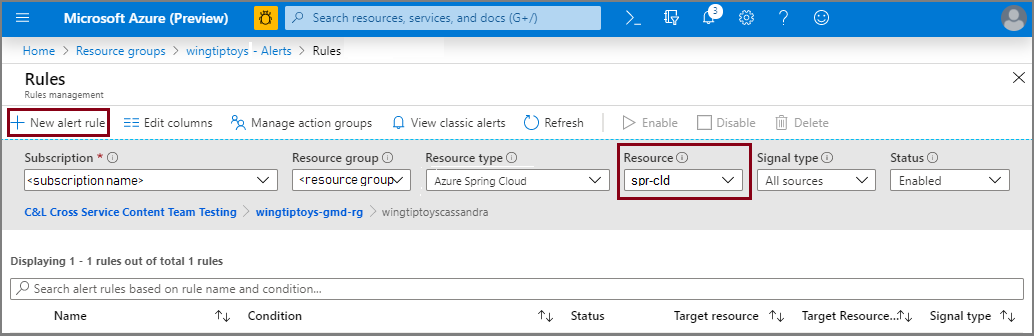 Microsoft Azure (Preview) Search resources, services, and docs (G+/) 3
Home > Resource groups > wingtiptoys - Alerts > Rules
Rules
Rules management
New alert rule Edit columns Manage action groups View classic alerts Refresh Enable Disable Delete
Subscription * Resource group Resource type Resource Signal type Status
<subscription name> <resource group Azure Spring Cloud spr-cld All sources Enabled
C&L Cross Service Content Team Testing > wingtiptoys-gmd-rg > wingtiptoyscassandra
Displaying 1 - 1 rules out of total 1 rules
Search alert rules based on rule name and condition...
Name Condition Status Target resource Target Resource... Signal type